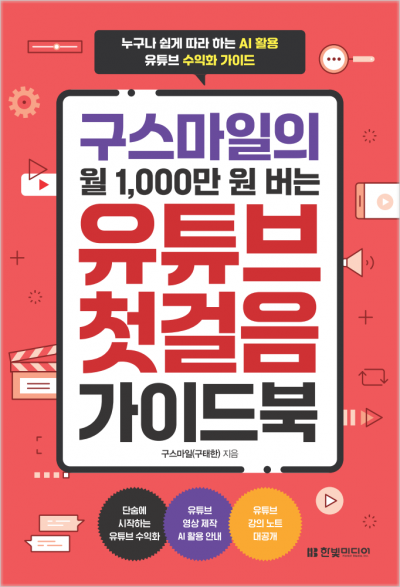 누구나 쉽게 따라 하는 AI 활용
유튜브 수익화 가이드
구스마일의
월 1,000만 원 버는
유튜브
첫걸음
가이드북
구스마일(구태한) 지음
단숨에
시작하는
유튜브 수익화
유튜브
영상 제작
AI 활용 안내
유튜브
강의 노트
대공개
한빛미디어